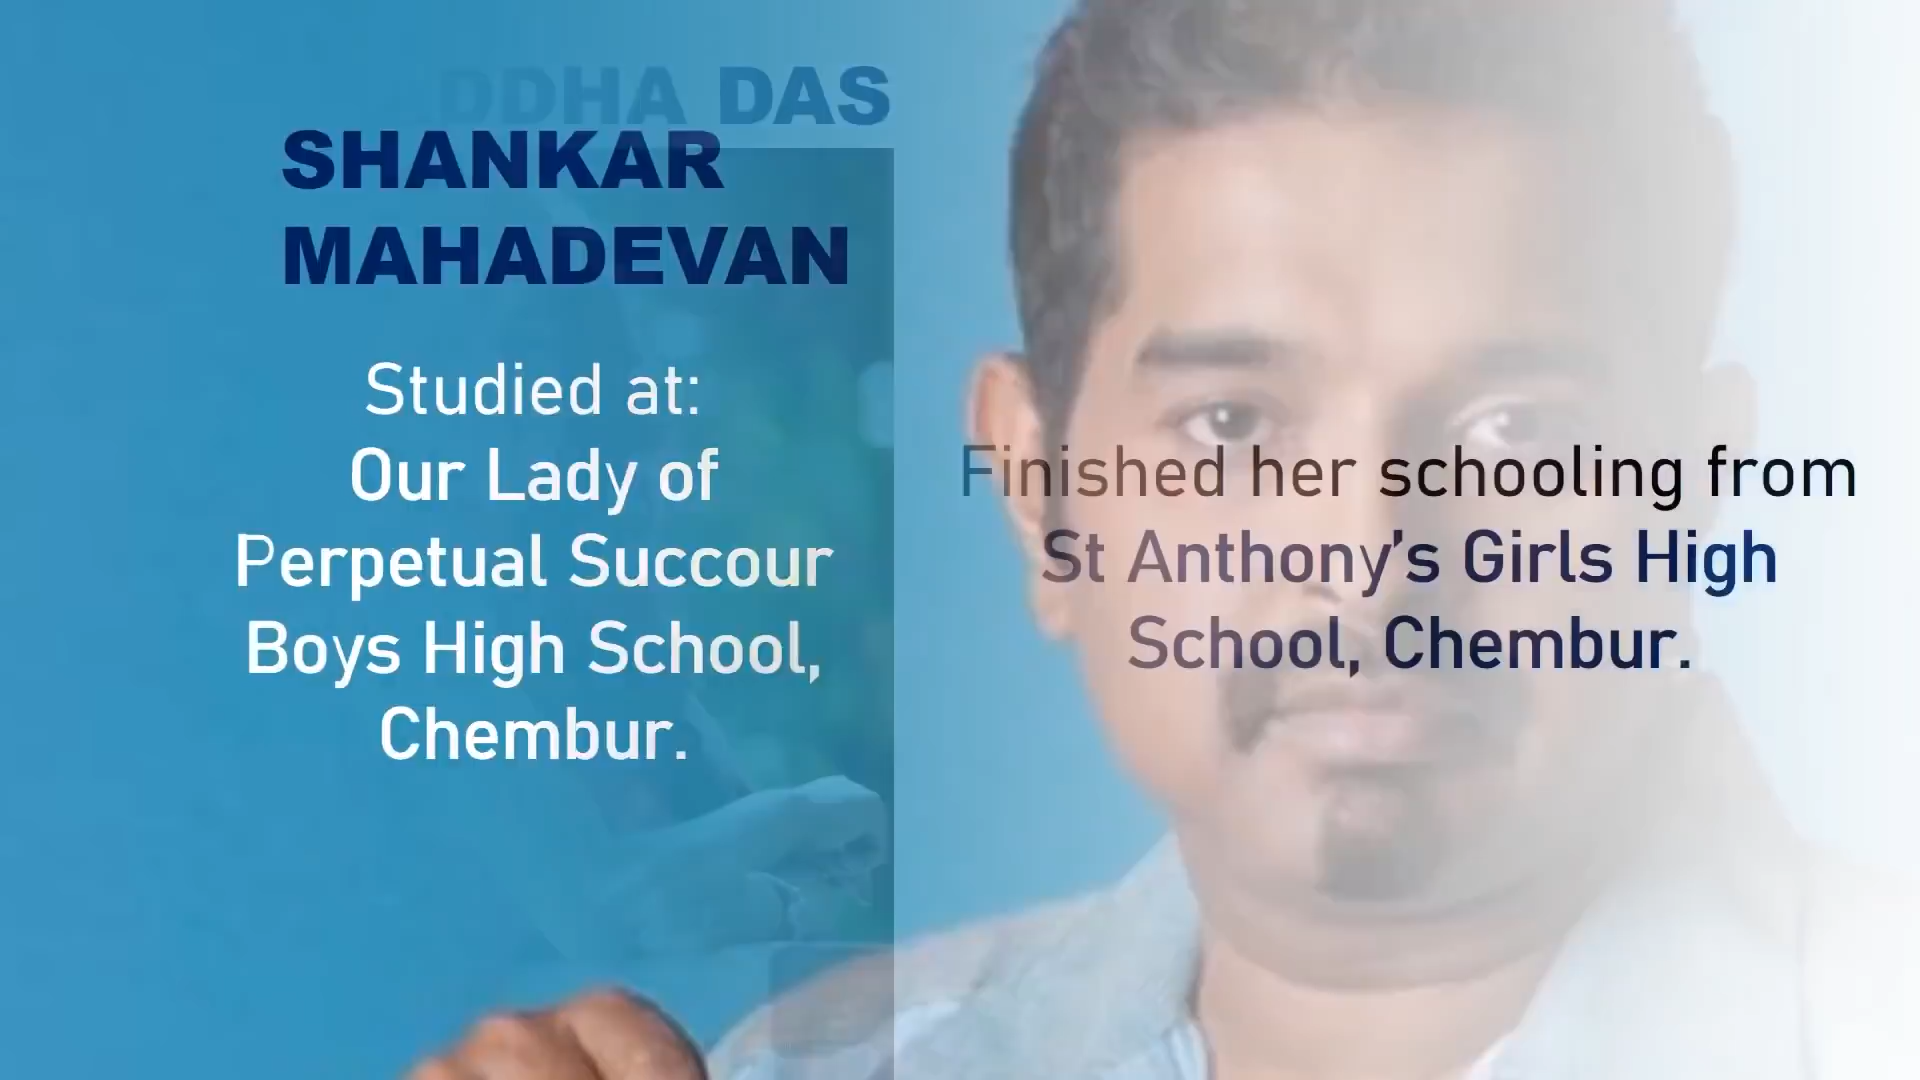 DDHA DAS
SHANKAR
MAHADEVAN
Studied at:
Our Lady of
Perpetual Succour
Boys High School,
Chembur.
Finished her schooling from
St Anthony’s Girls High
School, Chembur.